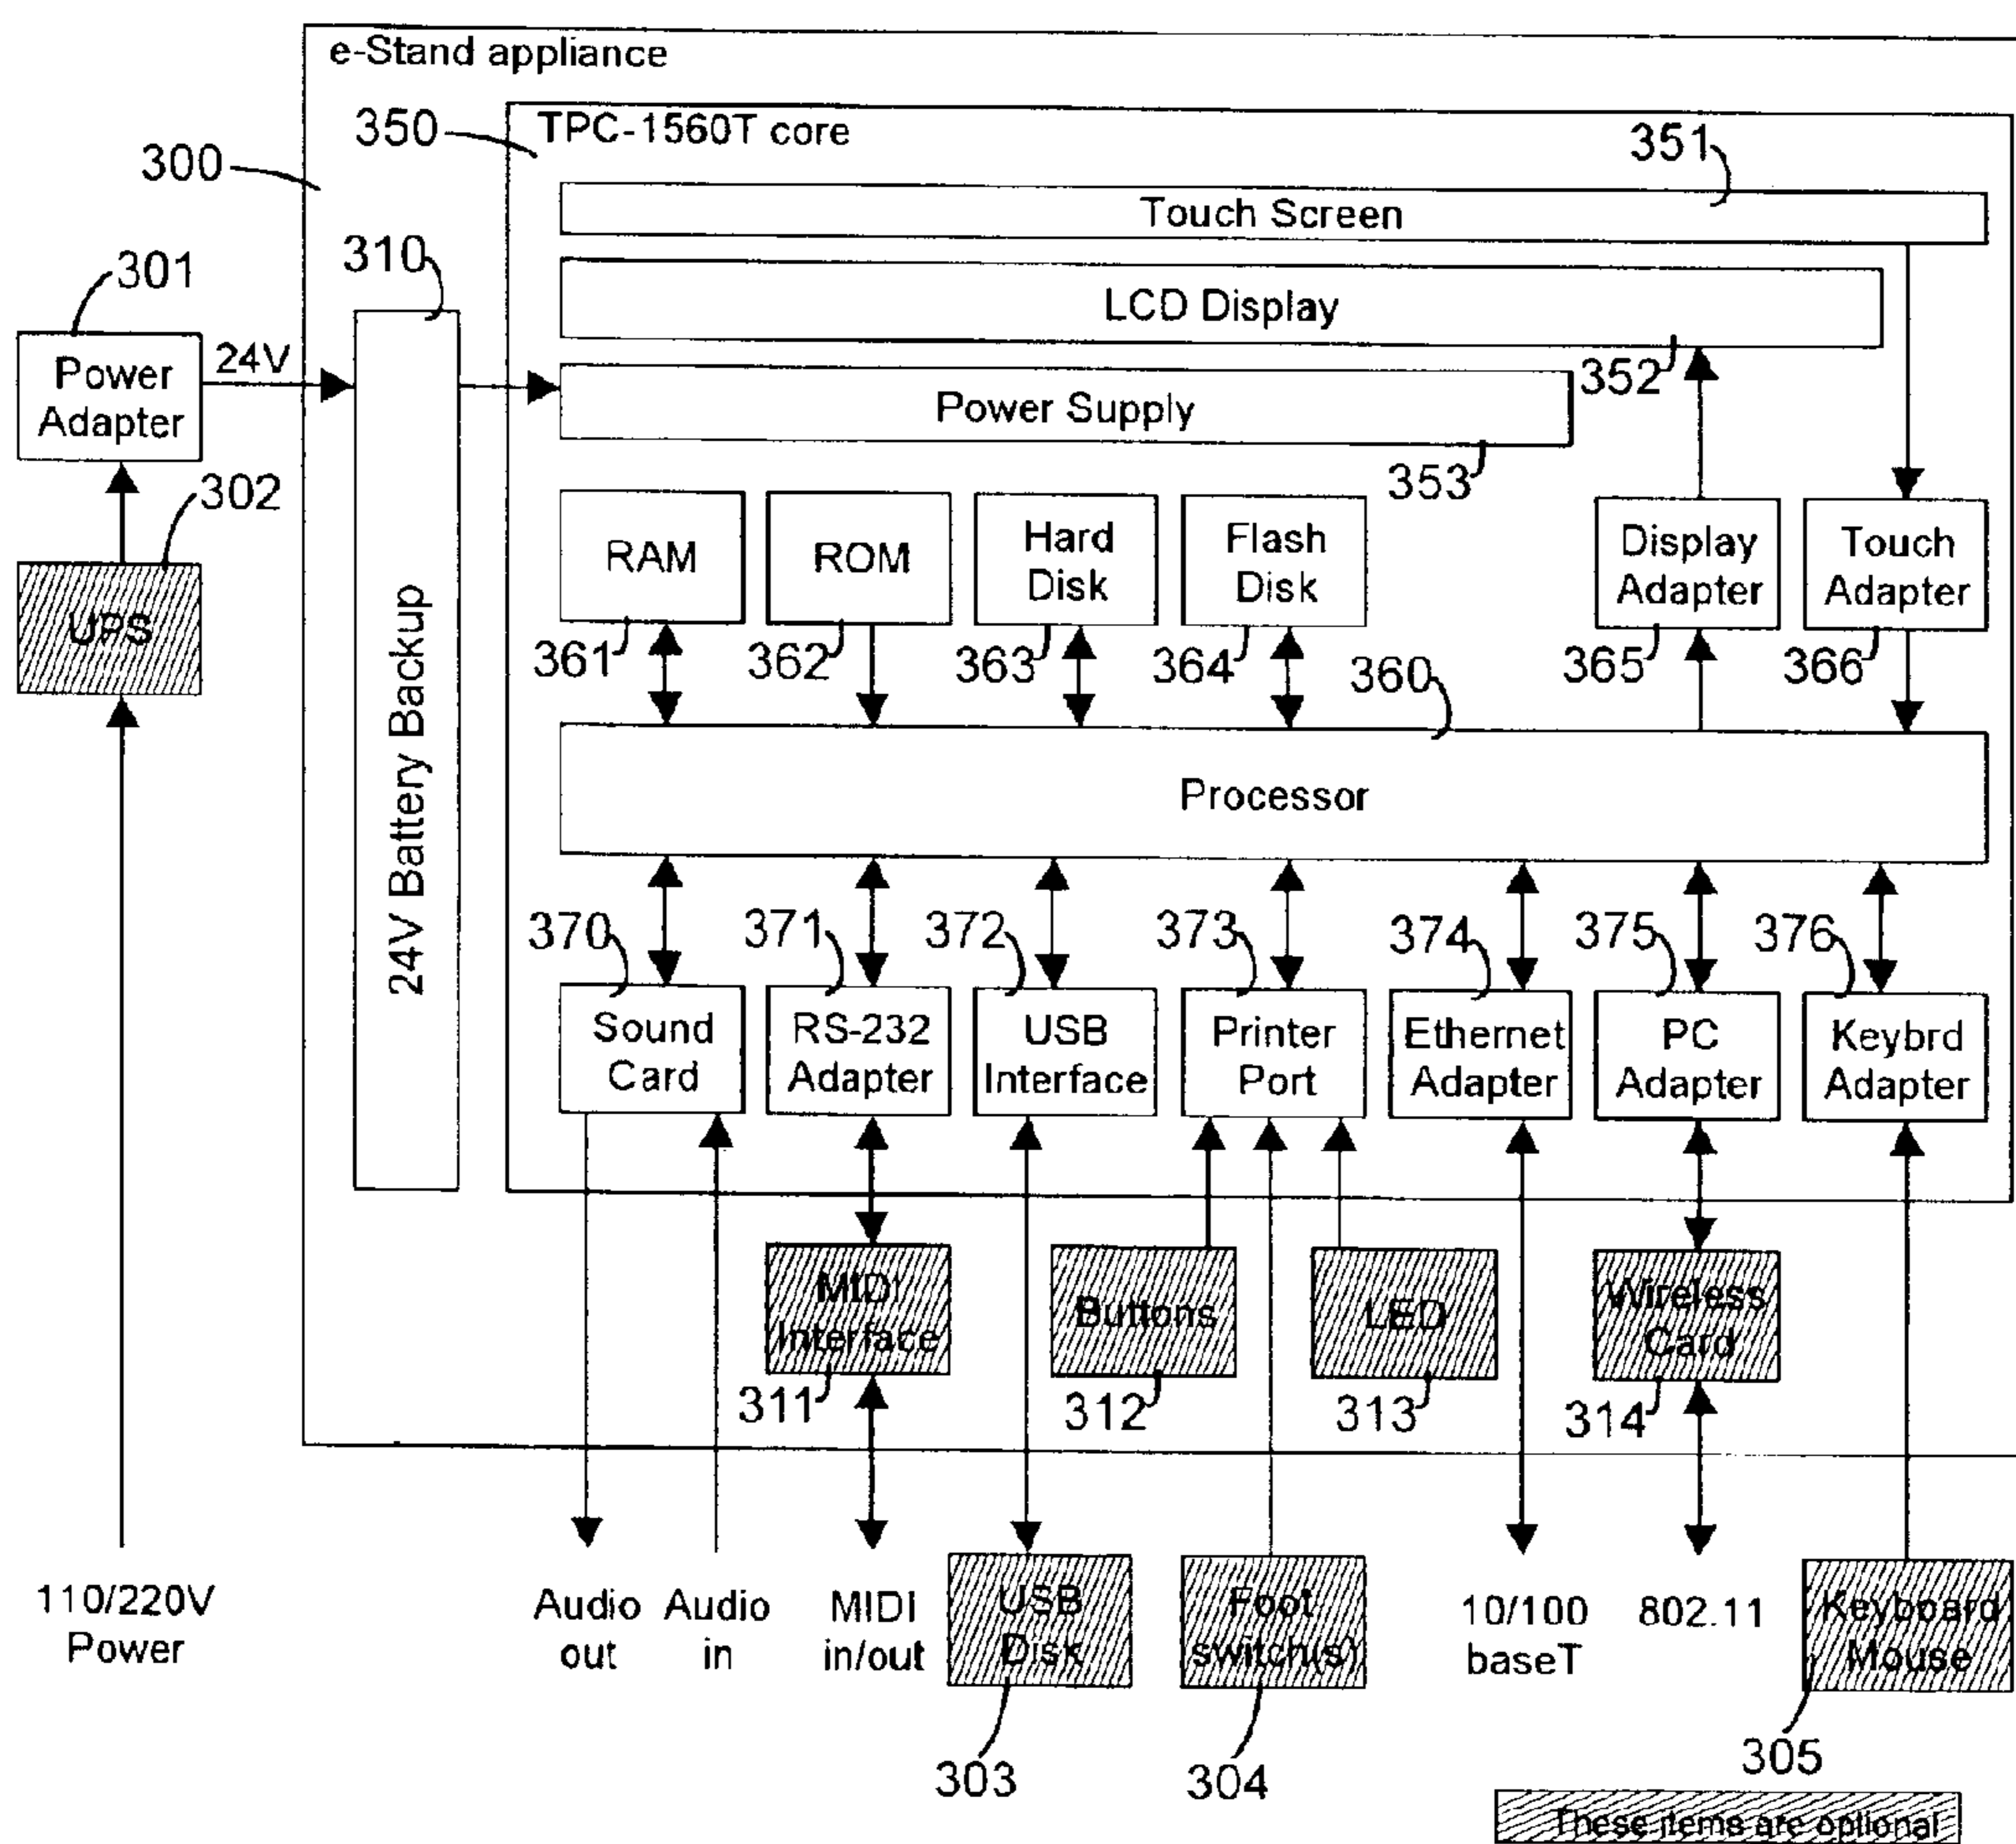 e-Stand appliance
350
TPC-1560T core
351
300
Touch Screen
310
301
LCD Display
Power
Adapter
24V
352
Power Supply
353
302
RAM
ROM
Hard
Disk
Flash
Disk
Display
Adapter
Touch
Adapter
UPS
361
362
363
364
360
365
366
24V Battery Backup
Processor
370
371
372
373
374
375
376
Sound
Card
RS-232
Adapter
USB
Interface
Printer
Port
Ethernet
Adapter
PC
Adapter
Keybrd
Adapter
MIDI
Interface
Buttons
LED
Wireless
Card
311
312
313
314
110/220V
Power
Audio
out
Audio
in
MIDI
in/out
USB
Disk
Foot
switch(s)
10/100
baseT
802.11
Keyboard
Mouse
303
304
305
These items are optional